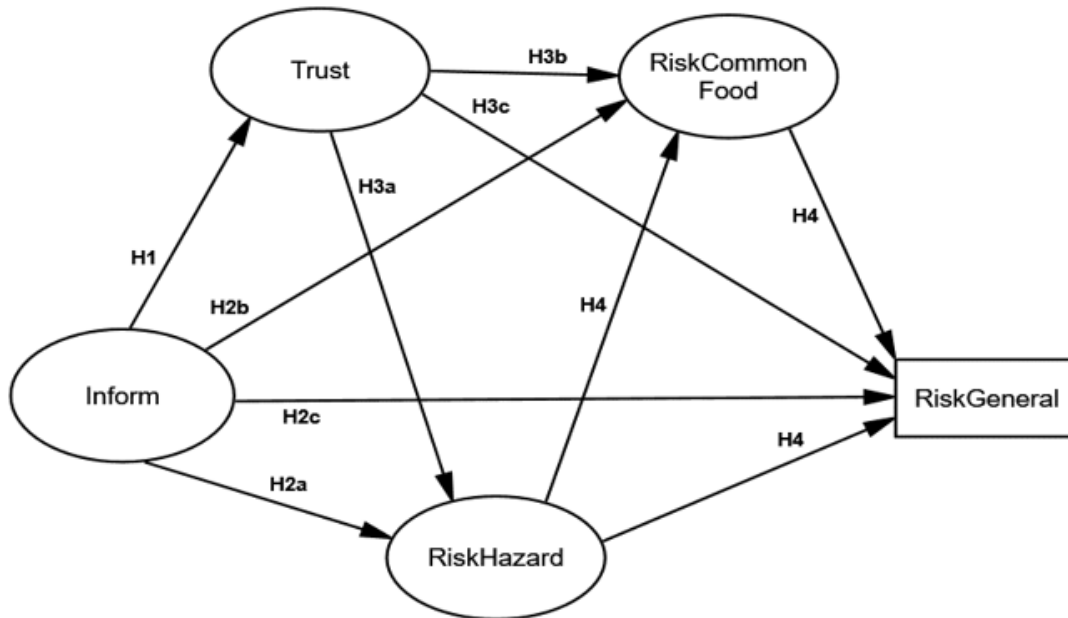 Trust
H3b
RiskCommon
Food
H3c
H3a
H4
H1
H2b
H4
Inform
RiskGeneral
H2c
H4
H2a
RiskHazard